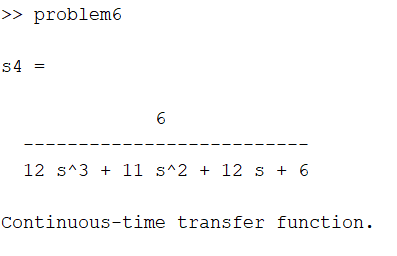 >> problem6
s4 =
6
--------------------------
12 s^3 + 11 s^2 + 12 s + 6
Continuous-time transfer function.